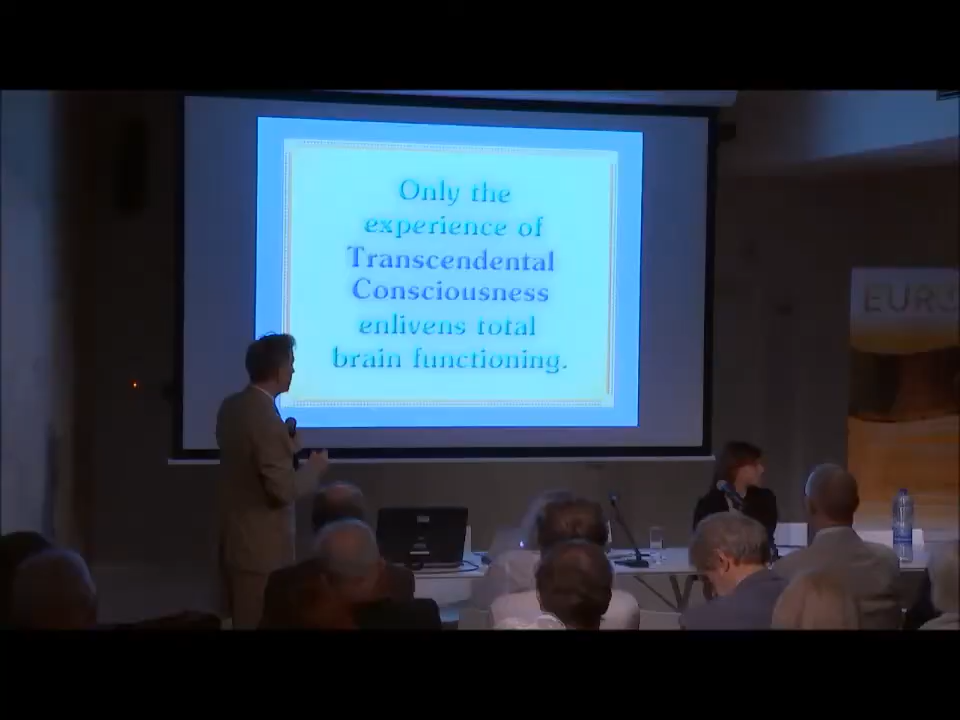 Only the
experience of
Transcendental
Consciousness
enlivens total
brain functioning.
EURO